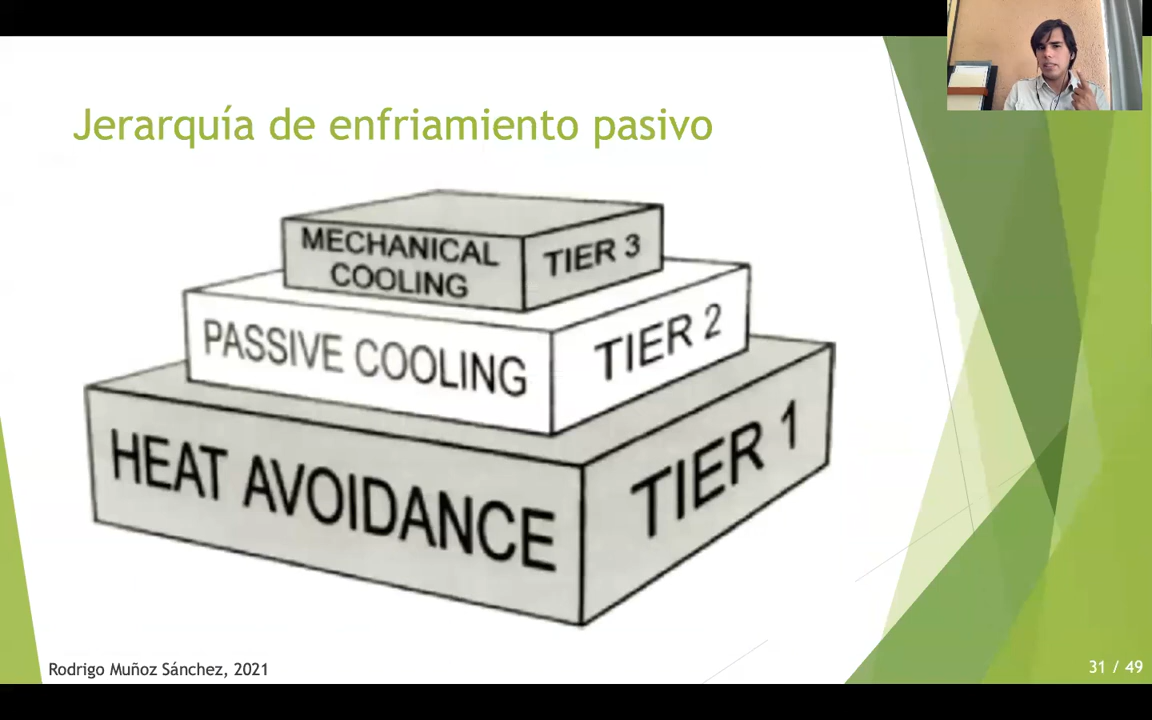 Jerarquía de enfriamiento pasivo
MECHANICAL
COOLING
TIER 3
PASSIVE COOLING
TIER 2
HEAT AVOIDANCE
TIER 1
Rodrigo Muñoz Sánchez, 2021
31 / 49